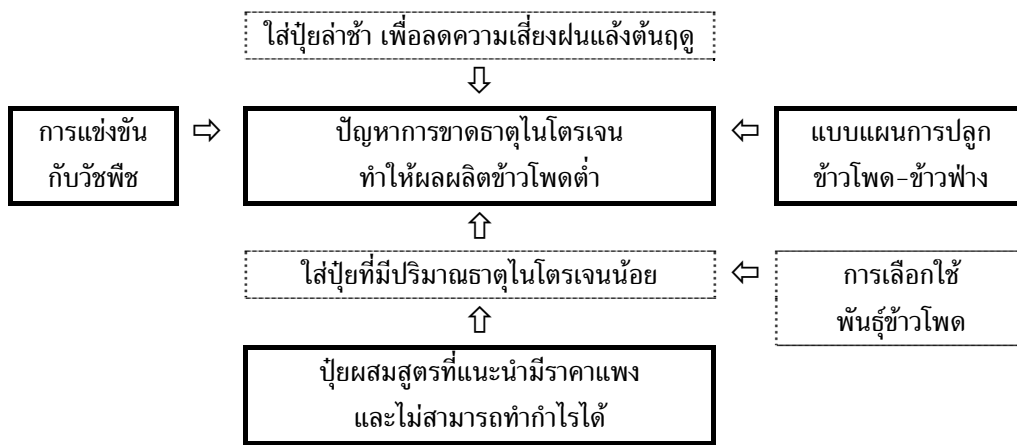 ใส่ปุ๋ยล่าช้า เพื่อลดความเสี่ยงฝนแล้งต้นฤดู
การแข่งขัน
กับวัชพืช
ปัญหาการขาดธาตุไนโตรเจน
ทำให้ผลผลิตข้าวโพดต่ำ
แบบแผนการปลูก
ข้าวโพด-ข้าวฟ่าง
ใส่ปุ๋ยที่มีปริมาณธาตุไนโตรเจนน้อย
การเลือกใช้
พันธุ์ข้าวโพด
ปุ๋ยผสมสูตรที่แนะนำมีราคาแพง
และไม่สามารถทำกำไรได้